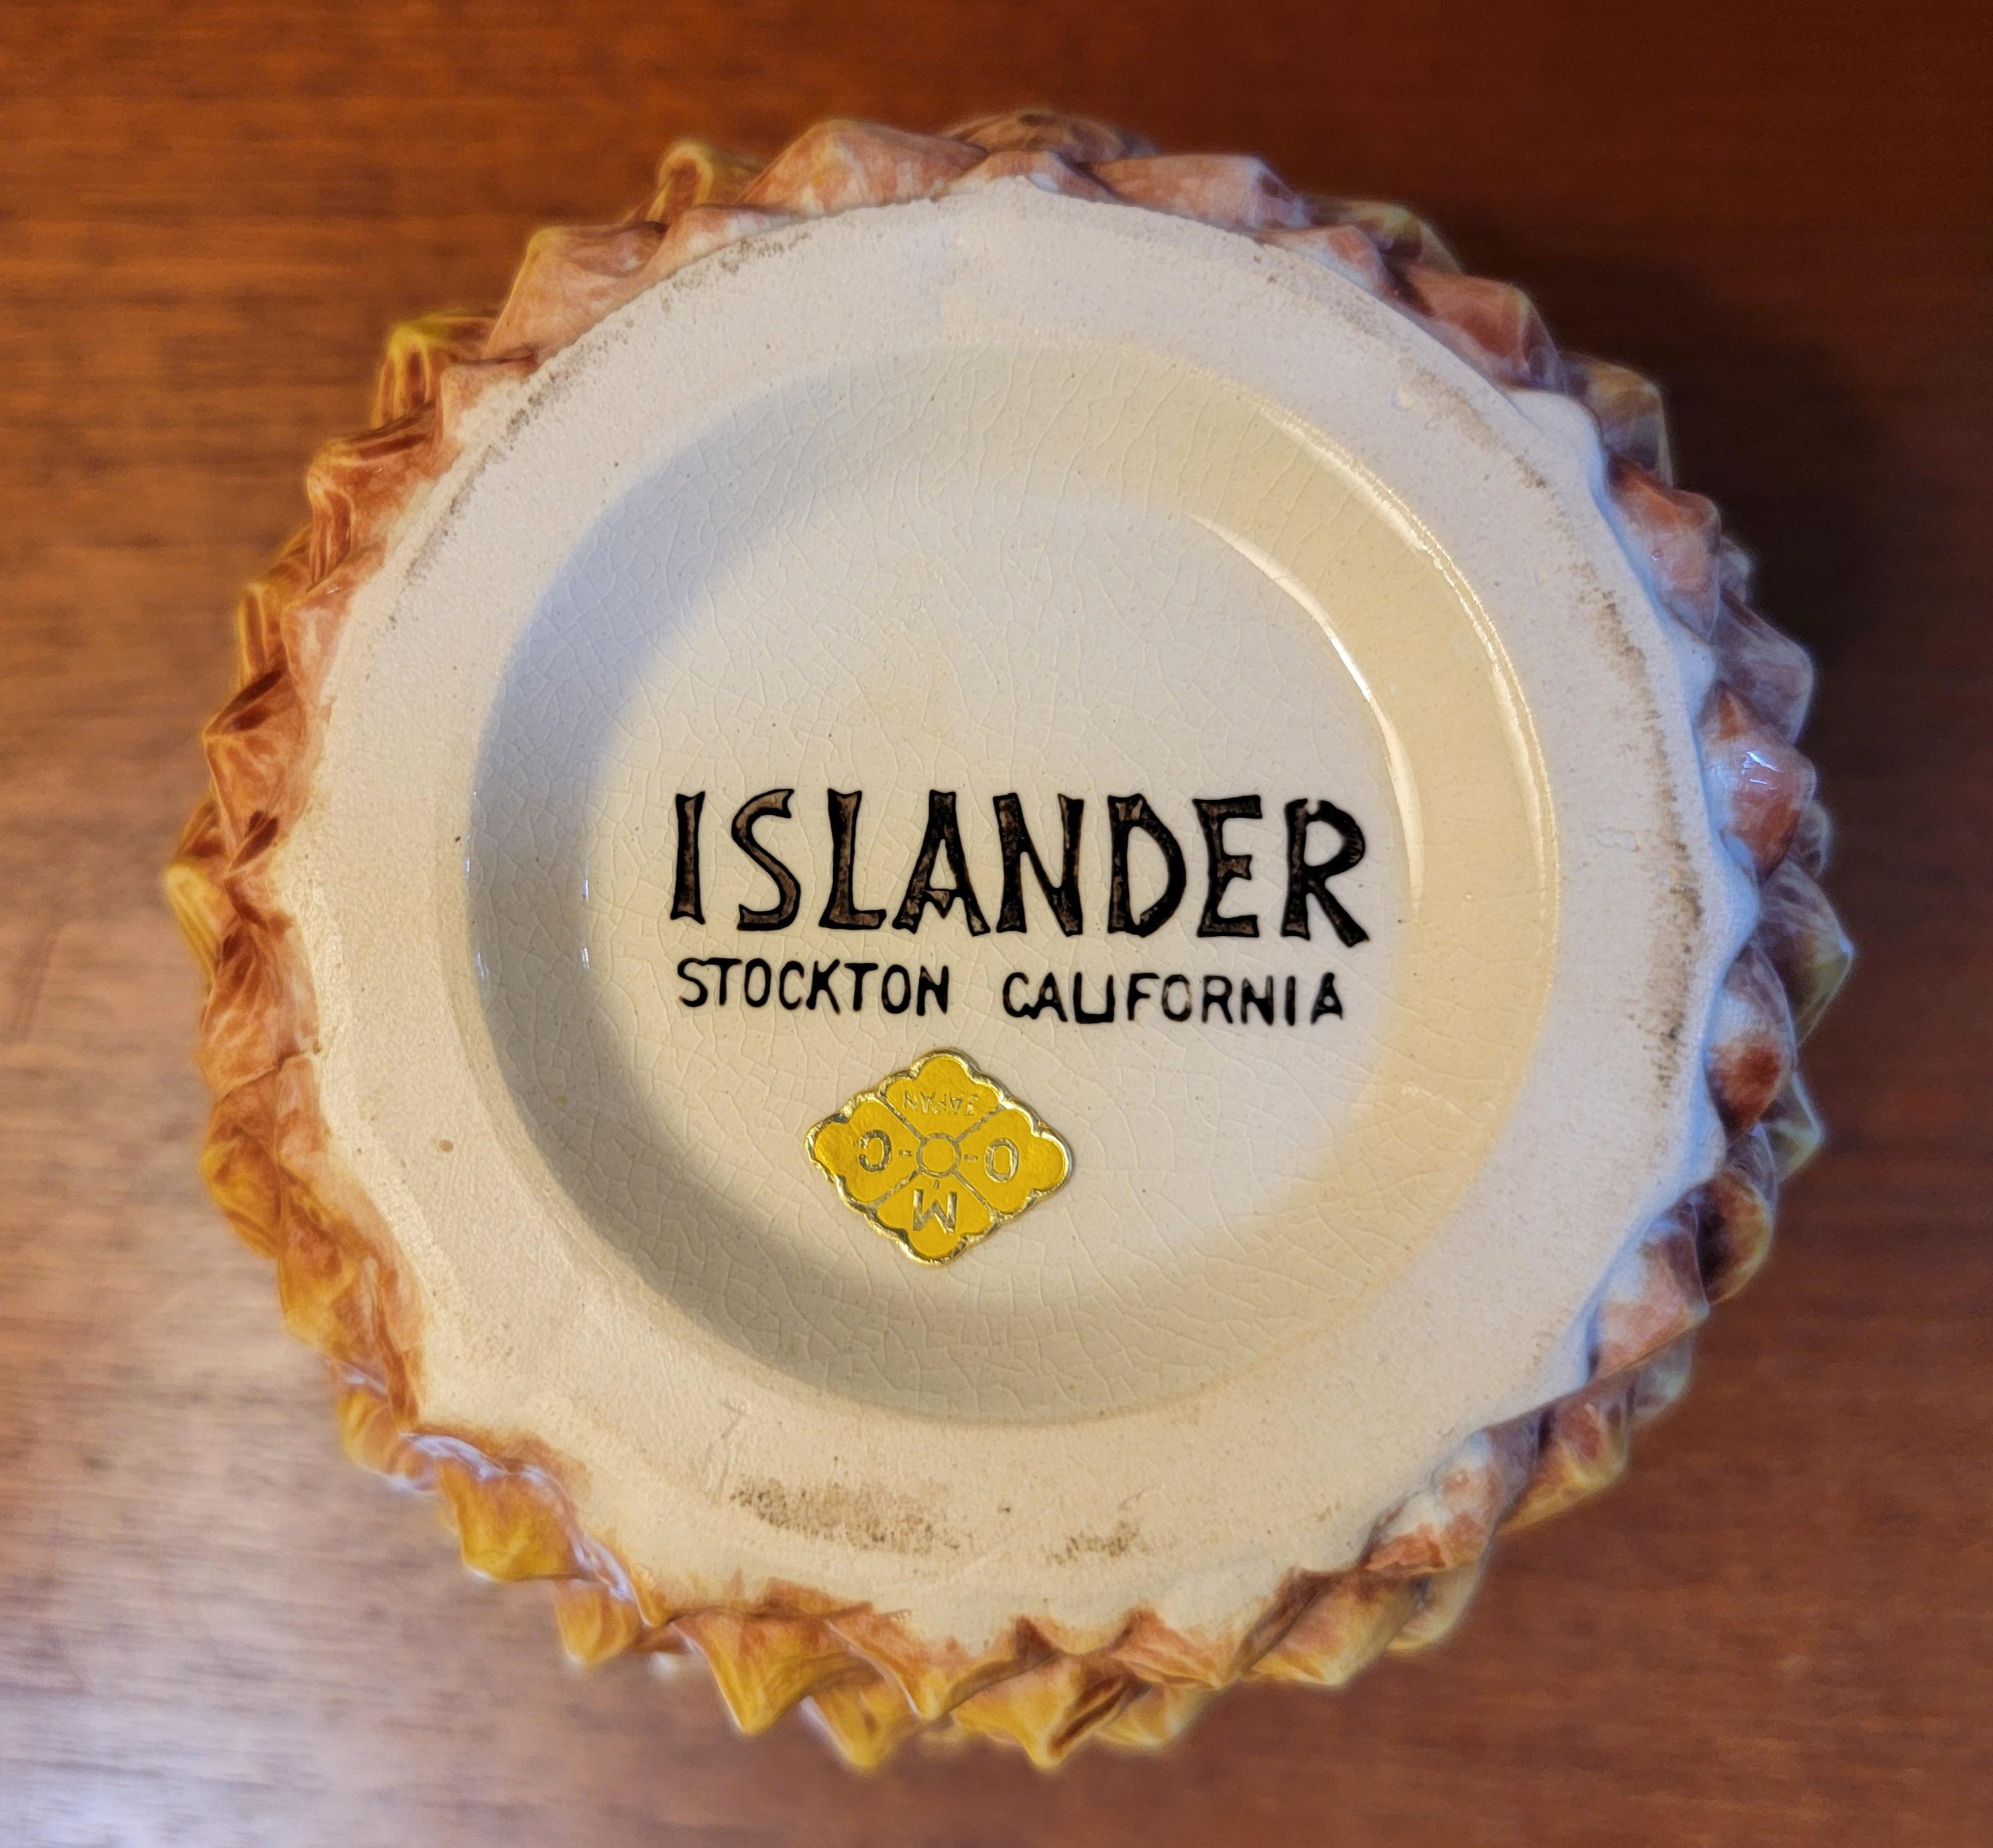 ISLANDER
STOCKTON CALIFORNIA
JAPAN
O M C